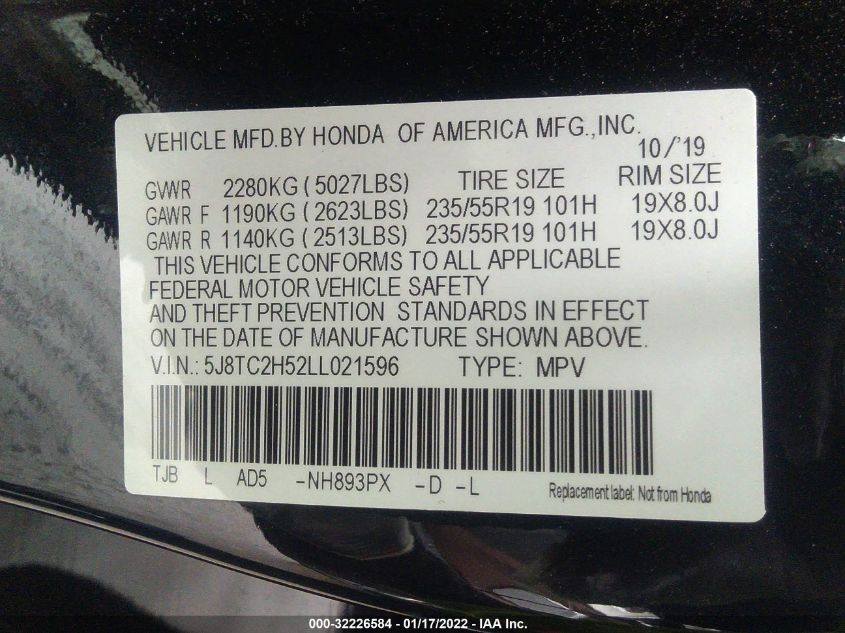 VEHICLE MFD.BY HONDA OF AMERICA MFG.,INC.
10/'19
GVWR 2280KG (5027LBS) TIRE SIZE RIM SIZE
GAWR F 1190KG (2623LBS) 235/55R19 101H 19X8.0J
GAWR R 1140KG (2513LBS) 235/55R19 101H 19X8.0J
THIS VEHICLE CONFORMS TO ALL APPLICABLE
FEDERAL MOTOR VEHICLE SAFETY
AND THEFT PREVENTION STANDARDS IN EFFECT
ON THE DATE OF MANUFACTURE SHOWN ABOVE.
V.I.N.: 5J8TC2H52LL021596 TYPE: MPV
TJB L AD5 -NH893PX -D -L
Replacement label: Not from Honda
000-32226584 - 01/17/2022 - IAA Inc.